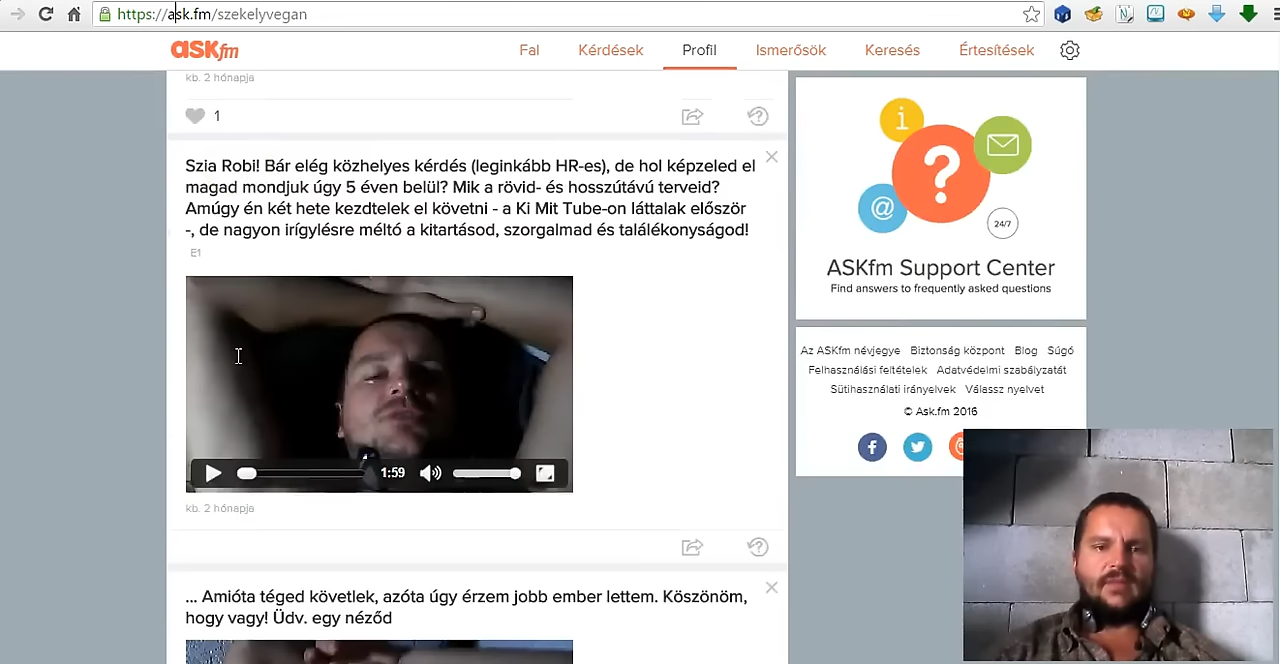 https://ask.fm/szekelyvegan
ASKfm
Fal
Kérdések
Profil
Ismerősök
Keresés
Értesítések
kb. 2 hónapja
1
Szia Robi! Bár elég közhelyes kérdés (leginkább HR-es), de hol képzeled el
magad mondjuk úgy 5 éven belül? Mik a rövid- és hosszútávú terveid?
Amúgy én két hete kezdtelek el követni - a Ki Mit Tube-on láttalak először
-, de nagyon irígylésre méltó a kitartásod, szorgalmad és találékonyságod!
E1
1:59
kb. 2 hónapja
... Amióta téged követlek, azóta úgy érzem jobb ember lettem. Köszönöm,
hogy vagy! Üdv. egy néződ
i
?
@
24/7
ASKfm Support Center
Find answers to frequently asked questions
Az ASKfm névjegye Biztonság központ Blog Súgó
Felhasználási feltételek Adatvédelmi szabályzatát
Sütihasználati irányelvek Válassz nyelvet
© Ask.fm 2016